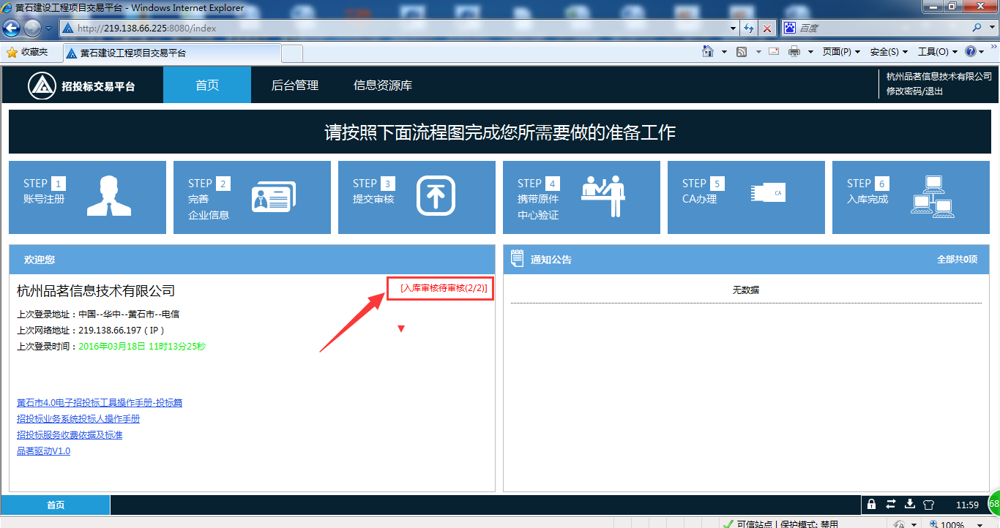 黄石建设工程项目交易平台 - Windows Internet Explorer
http://219.138.66.225:8080/index
百度
收藏夹
黄石建设工程项目交易平台
页面(P)
安全(S)
工具(O)
招投标交易平台
首页
后台管理
信息资源库
杭州品茗信息技术有限公司
修改密码/退出
请按照下面流程图完成您所需要做的准备工作
STEP 1
账号注册
STEP 2
完善
企业信息
STEP 3
提交审核
STEP 4
携带原件
中心验证
STEP 5
CA办理
CA
STEP 6
入库完成
欢迎您
杭州品茗信息技术有限公司
[入库审核待审核(2/2)]
上次登录地址：中国--华中--黄石市--电信
上次网络地址：219.138.66.197（IP）
上次登录时间：2016年03月18日 11时13分25秒
黄石市4.0电子招投标工具操作手册-投标篇
招投标业务系统投标人操作手册
招投标服务收费依据及标准
品茗驱动V1.0
通知公告
全部共0项
无数据
首页
11:59
68
可信站点 | 保护模式: 禁用
100%